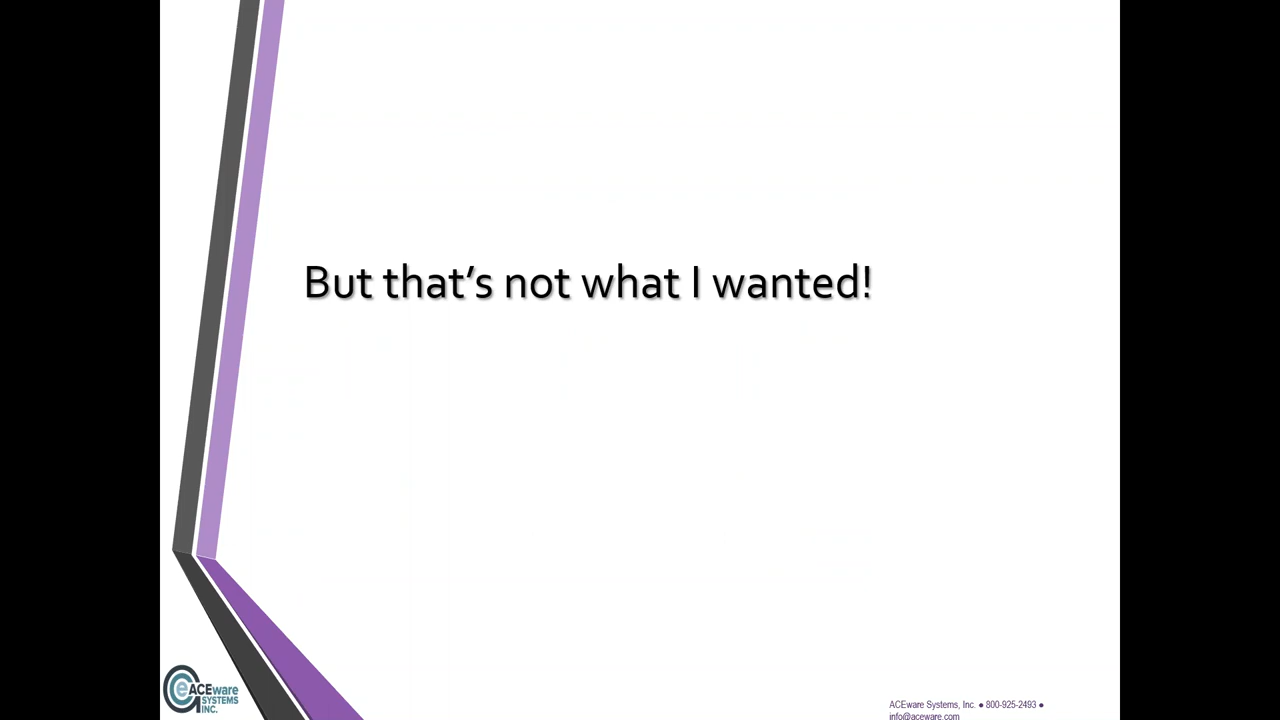 But that’s not what I wanted!
ACEware
SYSTEMS
INC.
ACEware Systems, Inc. ● 800-925-2493 ●
info@aceware.com